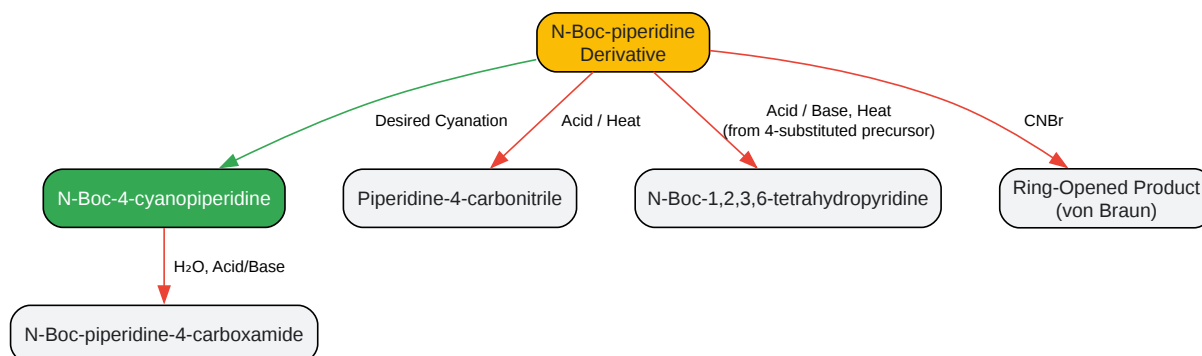 N-Boc-piperidine
Derivative
Desired Cyanation
Acid / Heat
Acid / Base, Heat
(from 4-substituted precursor)
CNBr
N-Boc-4-cyanopiperidine
Piperidine-4-carbonitrile
N-Boc-1,2,3,6-tetrahydropyridine
Ring-Opened Product
(von Braun)
H₂O, Acid/Base
N-Boc-piperidine-4-carboxamide